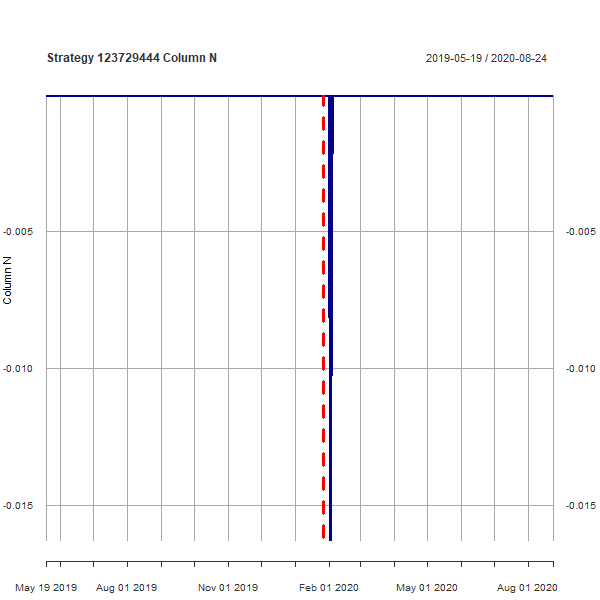 Strategy 123729444 Column N
2019-05-19 / 2020-08-24
-0.005
-0.005
Column N
-0.010
-0.010
-0.015
-0.015
May 19 2019
Aug 01 2019
Nov 01 2019
Feb 01 2020
May 01 2020
Aug 01 2020